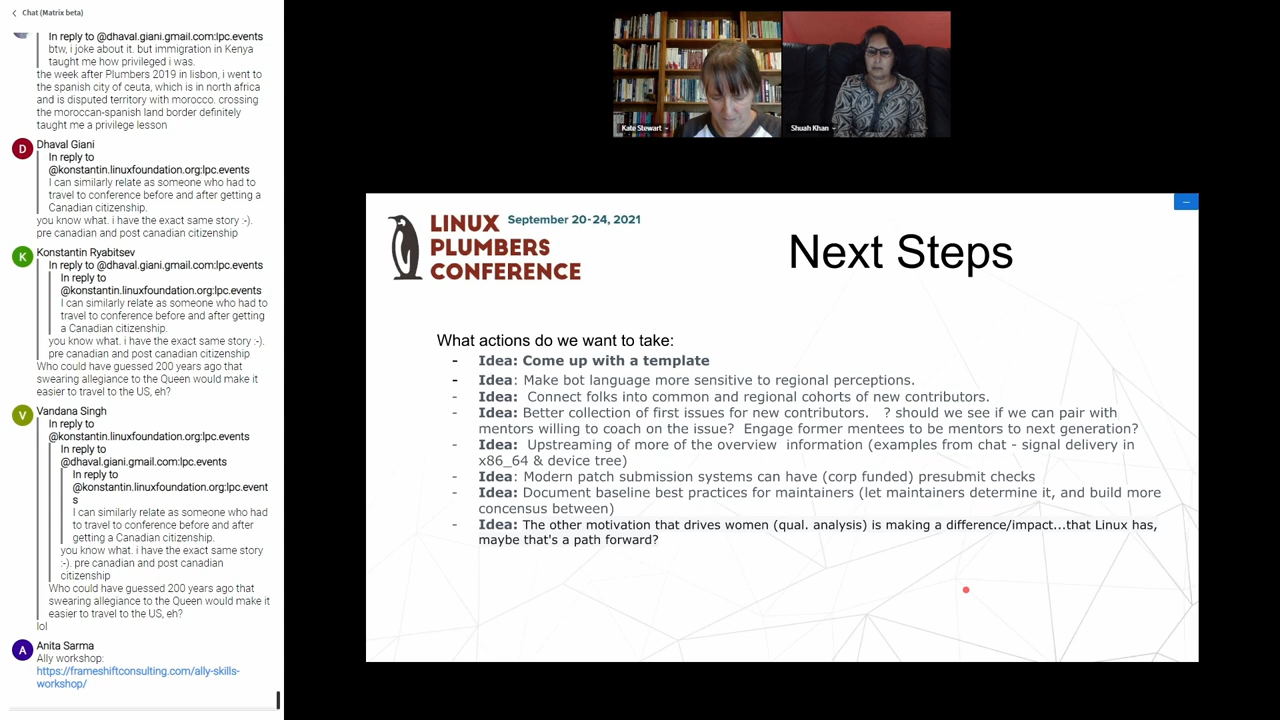 Chat (Matrix beta)
In reply to @dhaval.giani.gmail.com:lpc.events
btw, i joke about it. but immigration in Kenya
taught me how privileged i was.
the week after Plumbers 2019 in lisbon, i went to
the spanish city of ceuta, which is in north africa
and is disputed territory with morocco. crossing
the moroccan-spanish land border definitely
taught me a privilege lesson
D
Dhaval Giani
In reply to
@konstantin.linuxfoundation.org:lpc.events
I can similarly relate as someone who had to
travel to conference before and after getting a
Canadian citizenship.
you know what. i have the exact same story :-).
pre canadian and post canadian citizenship
K
Konstantin Ryabitsev
In reply to @dhaval.giani.gmail.com:lpc.events
In reply to
@konstantin.linuxfoundation.org:lpc.events
I can similarly relate as someone who had to
travel to conference before and after getting
a Canadian citizenship.
you know what. i have the exact same story :-).
pre canadian and post canadian citizenship
Who could have guessed 200 years ago that
swearing allegiance to the Queen would make it
easier to travel to the US, eh?
V
Vandana Singh
In reply to
@konstantin.linuxfoundation.org:lpc.events
In reply to
@dhaval.giani.gmail.com:lpc.events
In reply to
@konstantin.linuxfoundation.org:lpc.event
s
I can similarly relate as someone who had
to travel to conference before and after
getting a Canadian citizenship.
you know what. i have the exact same story
:-). pre canadian and post canadian
citizenship
Who could have guessed 200 years ago that
swearing allegiance to the Queen would make it
easier to travel to the US, eh?
lol
A
Anita Sarma
Ally workshop:
https://frameshiftconsulting.com/ally-skills-
workshop/
Kate Stewart
Shuah Khan
LINUX
PLUMBERS
CONFERENCE
September 20-24, 2021
Next Steps
What actions do we want to take:
- Idea: Come up with a template
- Idea: Make bot language more sensitive to regional perceptions.
- Idea: Connect folks into common and regional cohorts of new contributors.
- Idea: Better collection of first issues for new contributors. ? should we see if we can pair with
mentors willing to coach on the issue? Engage former mentees to be mentors to next generation?
- Idea: Upstreaming of more of the overview information (examples from chat - signal delivery in
x86_64 & device tree)
- Idea: Modern patch submission systems can have (corp funded) presubmit checks
- Idea: Document baseline best practices for maintainers (let maintainers determine it, and build more
concensus between)
- Idea: The other motivation that drives women (qual. analysis) is making a difference/impact...that Linux has,
maybe that's a path forward?